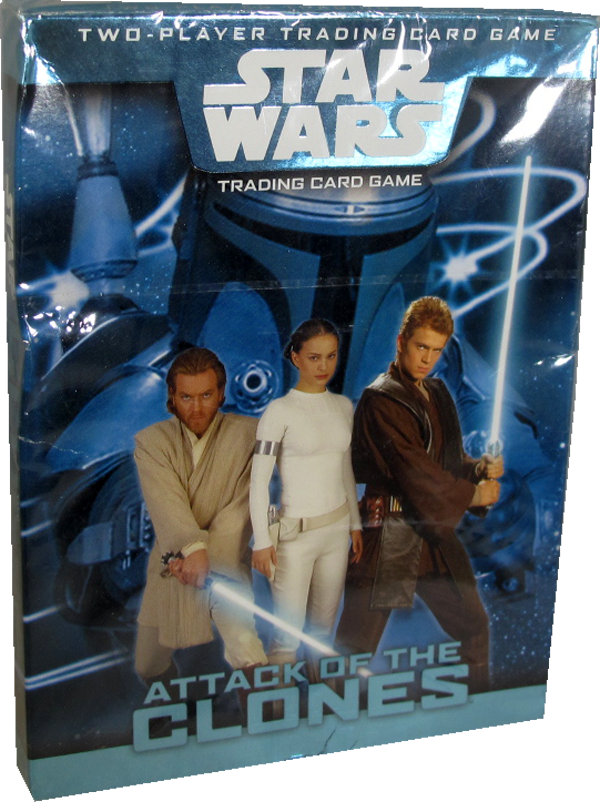 TWO-PLAYER TRADING CARD GAME
STAR
WARS
TRADING CARD GAME
ATTACK OF THE
CLONES